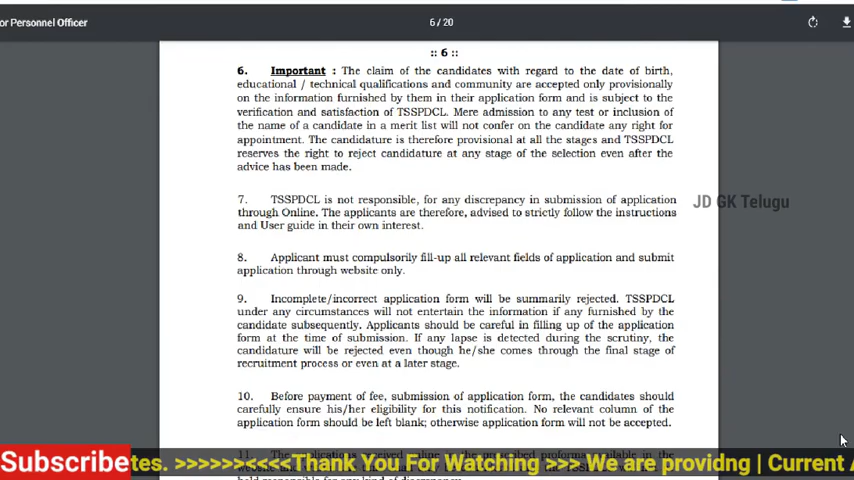 or Personnel Officer
6 / 20
:: 6 ::
6. Important : The claim of the candidates with regard to the date of birth,
educational / technical qualifications and community are accepted only provisionally
on the information furnished by them in their application form and is subject to the
verification and satisfaction of TSSPDCL. Mere admission to any test or inclusion of
the name of a candidate in a merit list will not confer on the candidate any right for
appointment. The candidature is therefore provisional at all the stages and TSSPDCL
reserves the right to reject candidature at any stage of the selection even after the
advice has been made.
7. TSSPDCL is not responsible, for any discrepancy in submission of application
through Online. The applicants are therefore, advised to strictly follow the instructions
and User guide in their own interest.
JD GK Telugu
8. Applicant must compulsorily fill-up all relevant fields of application and submit
application through website only.
9. Incomplete/incorrect application form will be summarily rejected. TSSPDCL
under any circumstances will not entertain the information if any furnished by the
candidate subsequently. Applicants should be careful in filling up of the application
form at the time of submission. If any lapse is detected during the scrutiny, the
candidature will be rejected even though he/she comes through the final stage of
recruitment process or even at a later stage.
10. Before payment of fee, submission of application form, the candidates should
carefully ensure his/her eligibility for this notification. No relevant column of the
application form should be left blank; otherwise application form will not be accepted.
Subscribe tes. >>>>>><<<<Thank You For Watching >>> We are providng | Current A